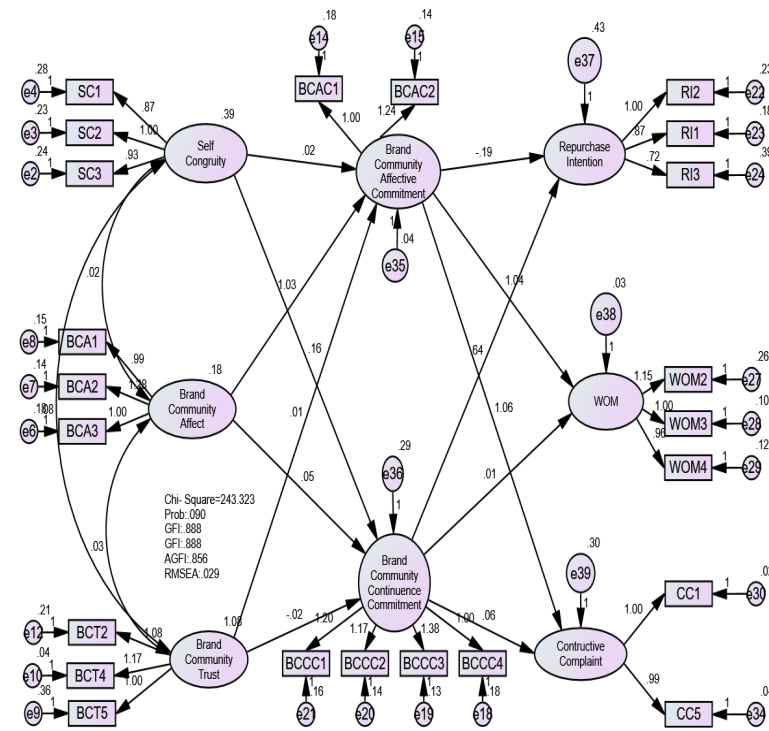 .18
.14
e14
e15
1
1
BCAC1
BCAC2
1.00
1.24
.43
e37
1
.28
e4
1
SC1
.23
e3
1
SC2
.24
e2
1
SC3
.87
1.00
.93
.39
Self
Congruity
.02
Brand
Community
Affective
Commitment
-.19
Repurchase
Intention
1.00
.87
.72
RI2
1
e22
RI1
1
.18
e23
RI3
1
.39
e24
1
.04
e35
.02
1.03
.16
.01
1.04
.64
1.06
.03
e38
1
.15
e8
1
BCA1
.14
e7
1
BCA2
e6
1
BCA3
.99
1.00
.18
Brand
Community
Affect
WOM
1.15
1.00
.96
WOM2
1
.26
e27
WOM3
1
.10
e28
WOM4
1
.12
e29
.05
.29
e36
1
.01
Chi- Square=243.323
Prob:.090
GFI:.888
GFI:.888
AGFI:.856
RMSEA:.029
.03
Brand
Community
Continuence
Commitment
.30
e39
1
.21
e12
1
BCT2
.04
e10
1
BCT4
.36
e9
1
BCT5
1.08
1.17
1.00
1.08
Brand
Community
Trust
-.02
1.20
1.17
1.38
1.00
.06
Contructive
Complaint
1.00
.99
CC1
1
e30
CC5
1
e34
BCCC1
BCCC2
BCCC3
BCCC4
1
.16
1
.14
1
.13
1
.18
e21
e20
e19
e18